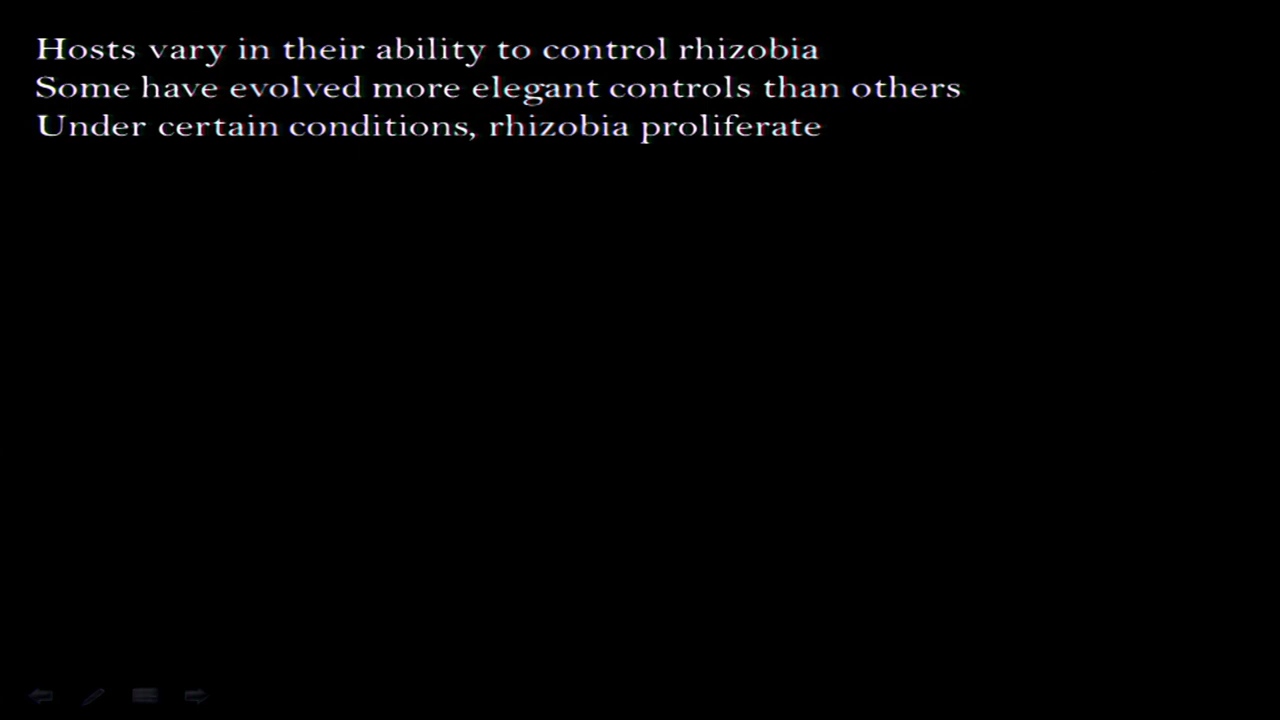 Hosts vary in their ability to control rhizobia
Some have evolved more elegant controls than others
Under certain conditions, rhizobia proliferate